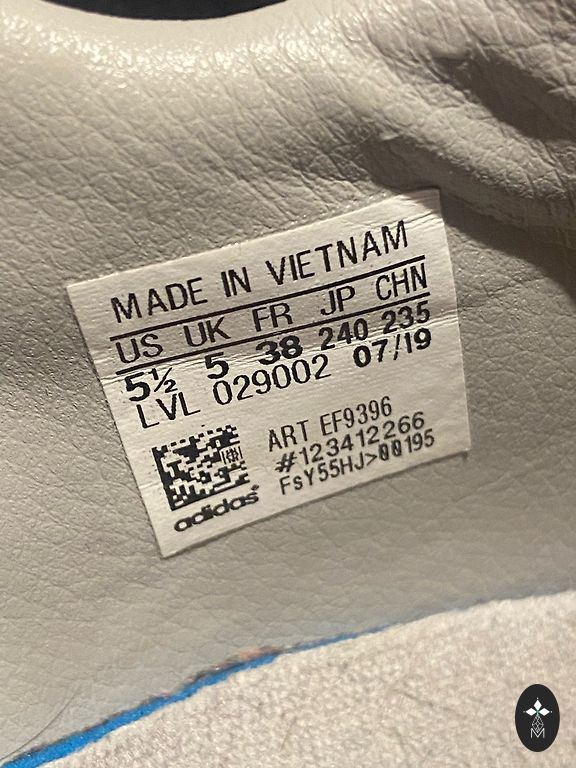 MADE IN VIETNAM
US UK FR JP CHN
5½ 5 38 240 235
LVL 029002 07/19
ART EF9396
#123412266
FsY55HJ>00195
adidas
M